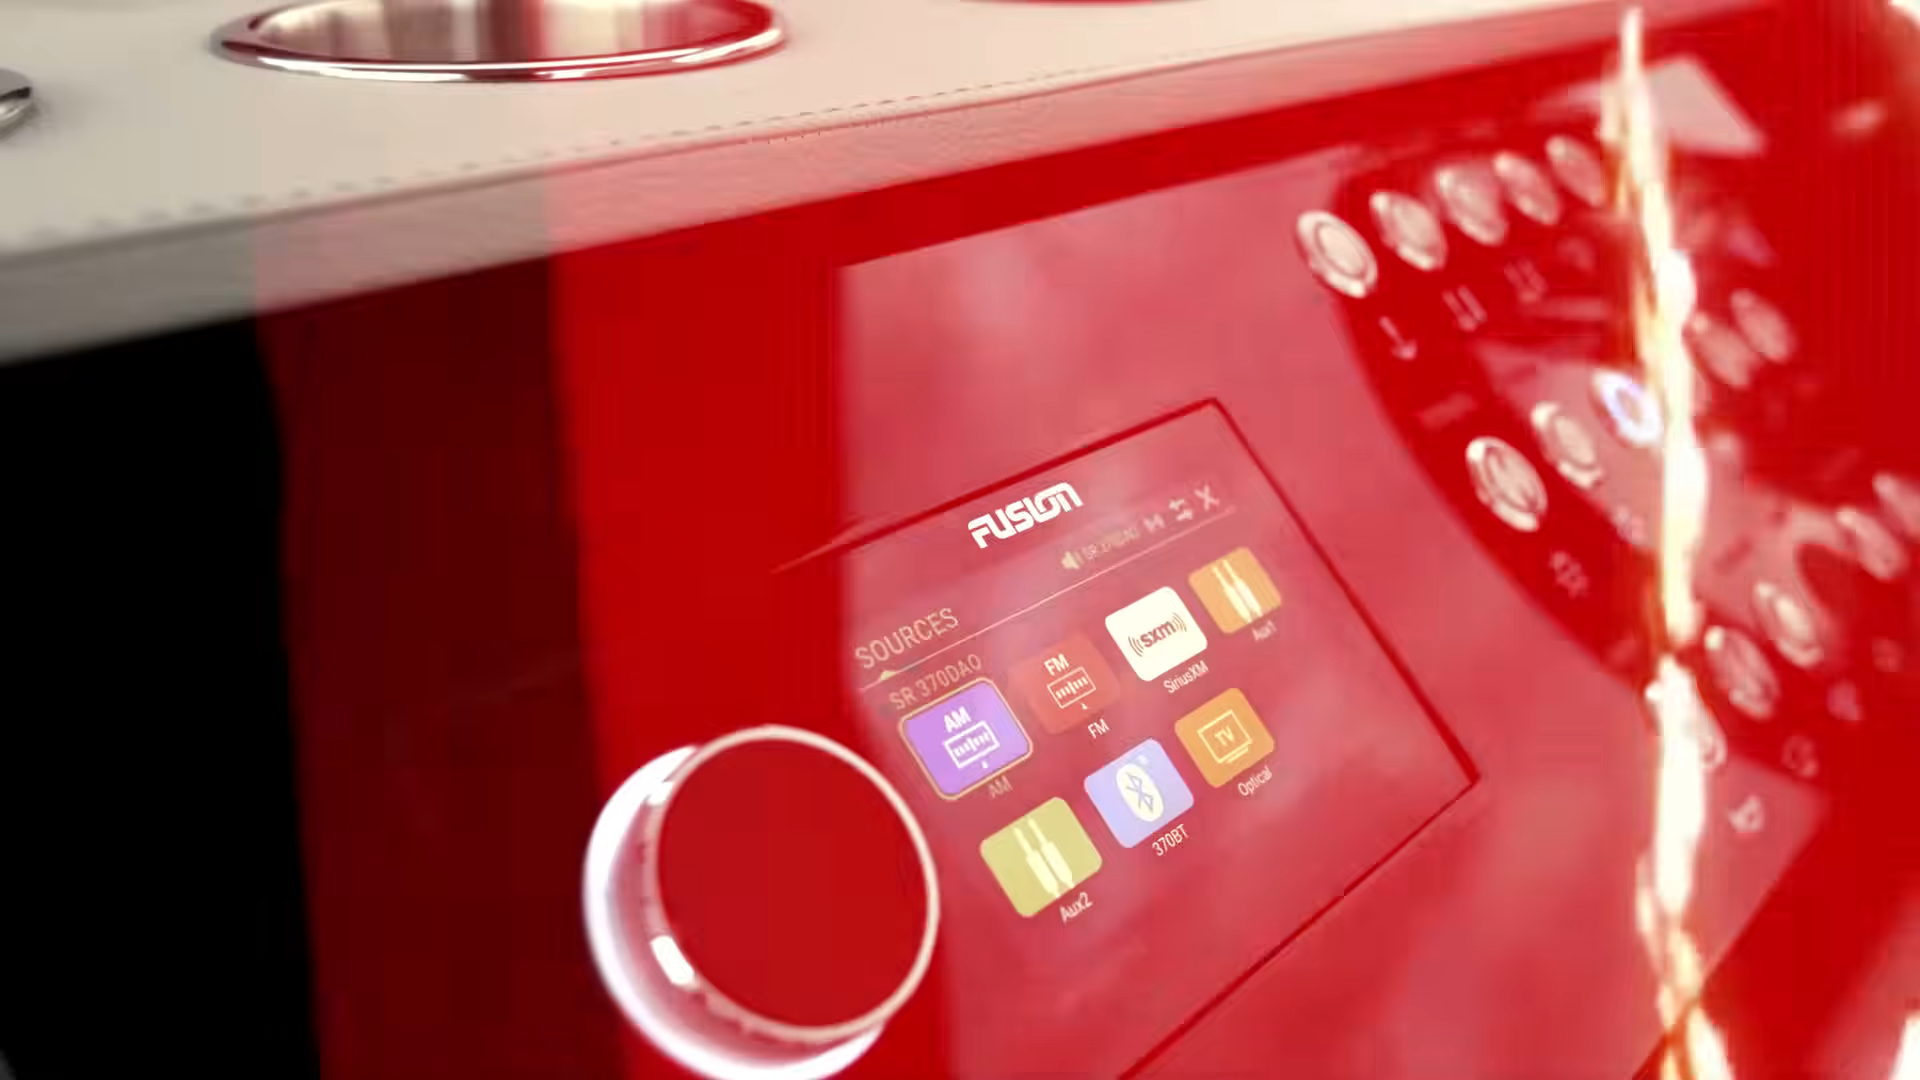 FUSION
SOURCES
SR 370DAO
AM
AM
FM
FM
sxm
SiriusXM
Aux1
Aux2
370BT
TV
Optical